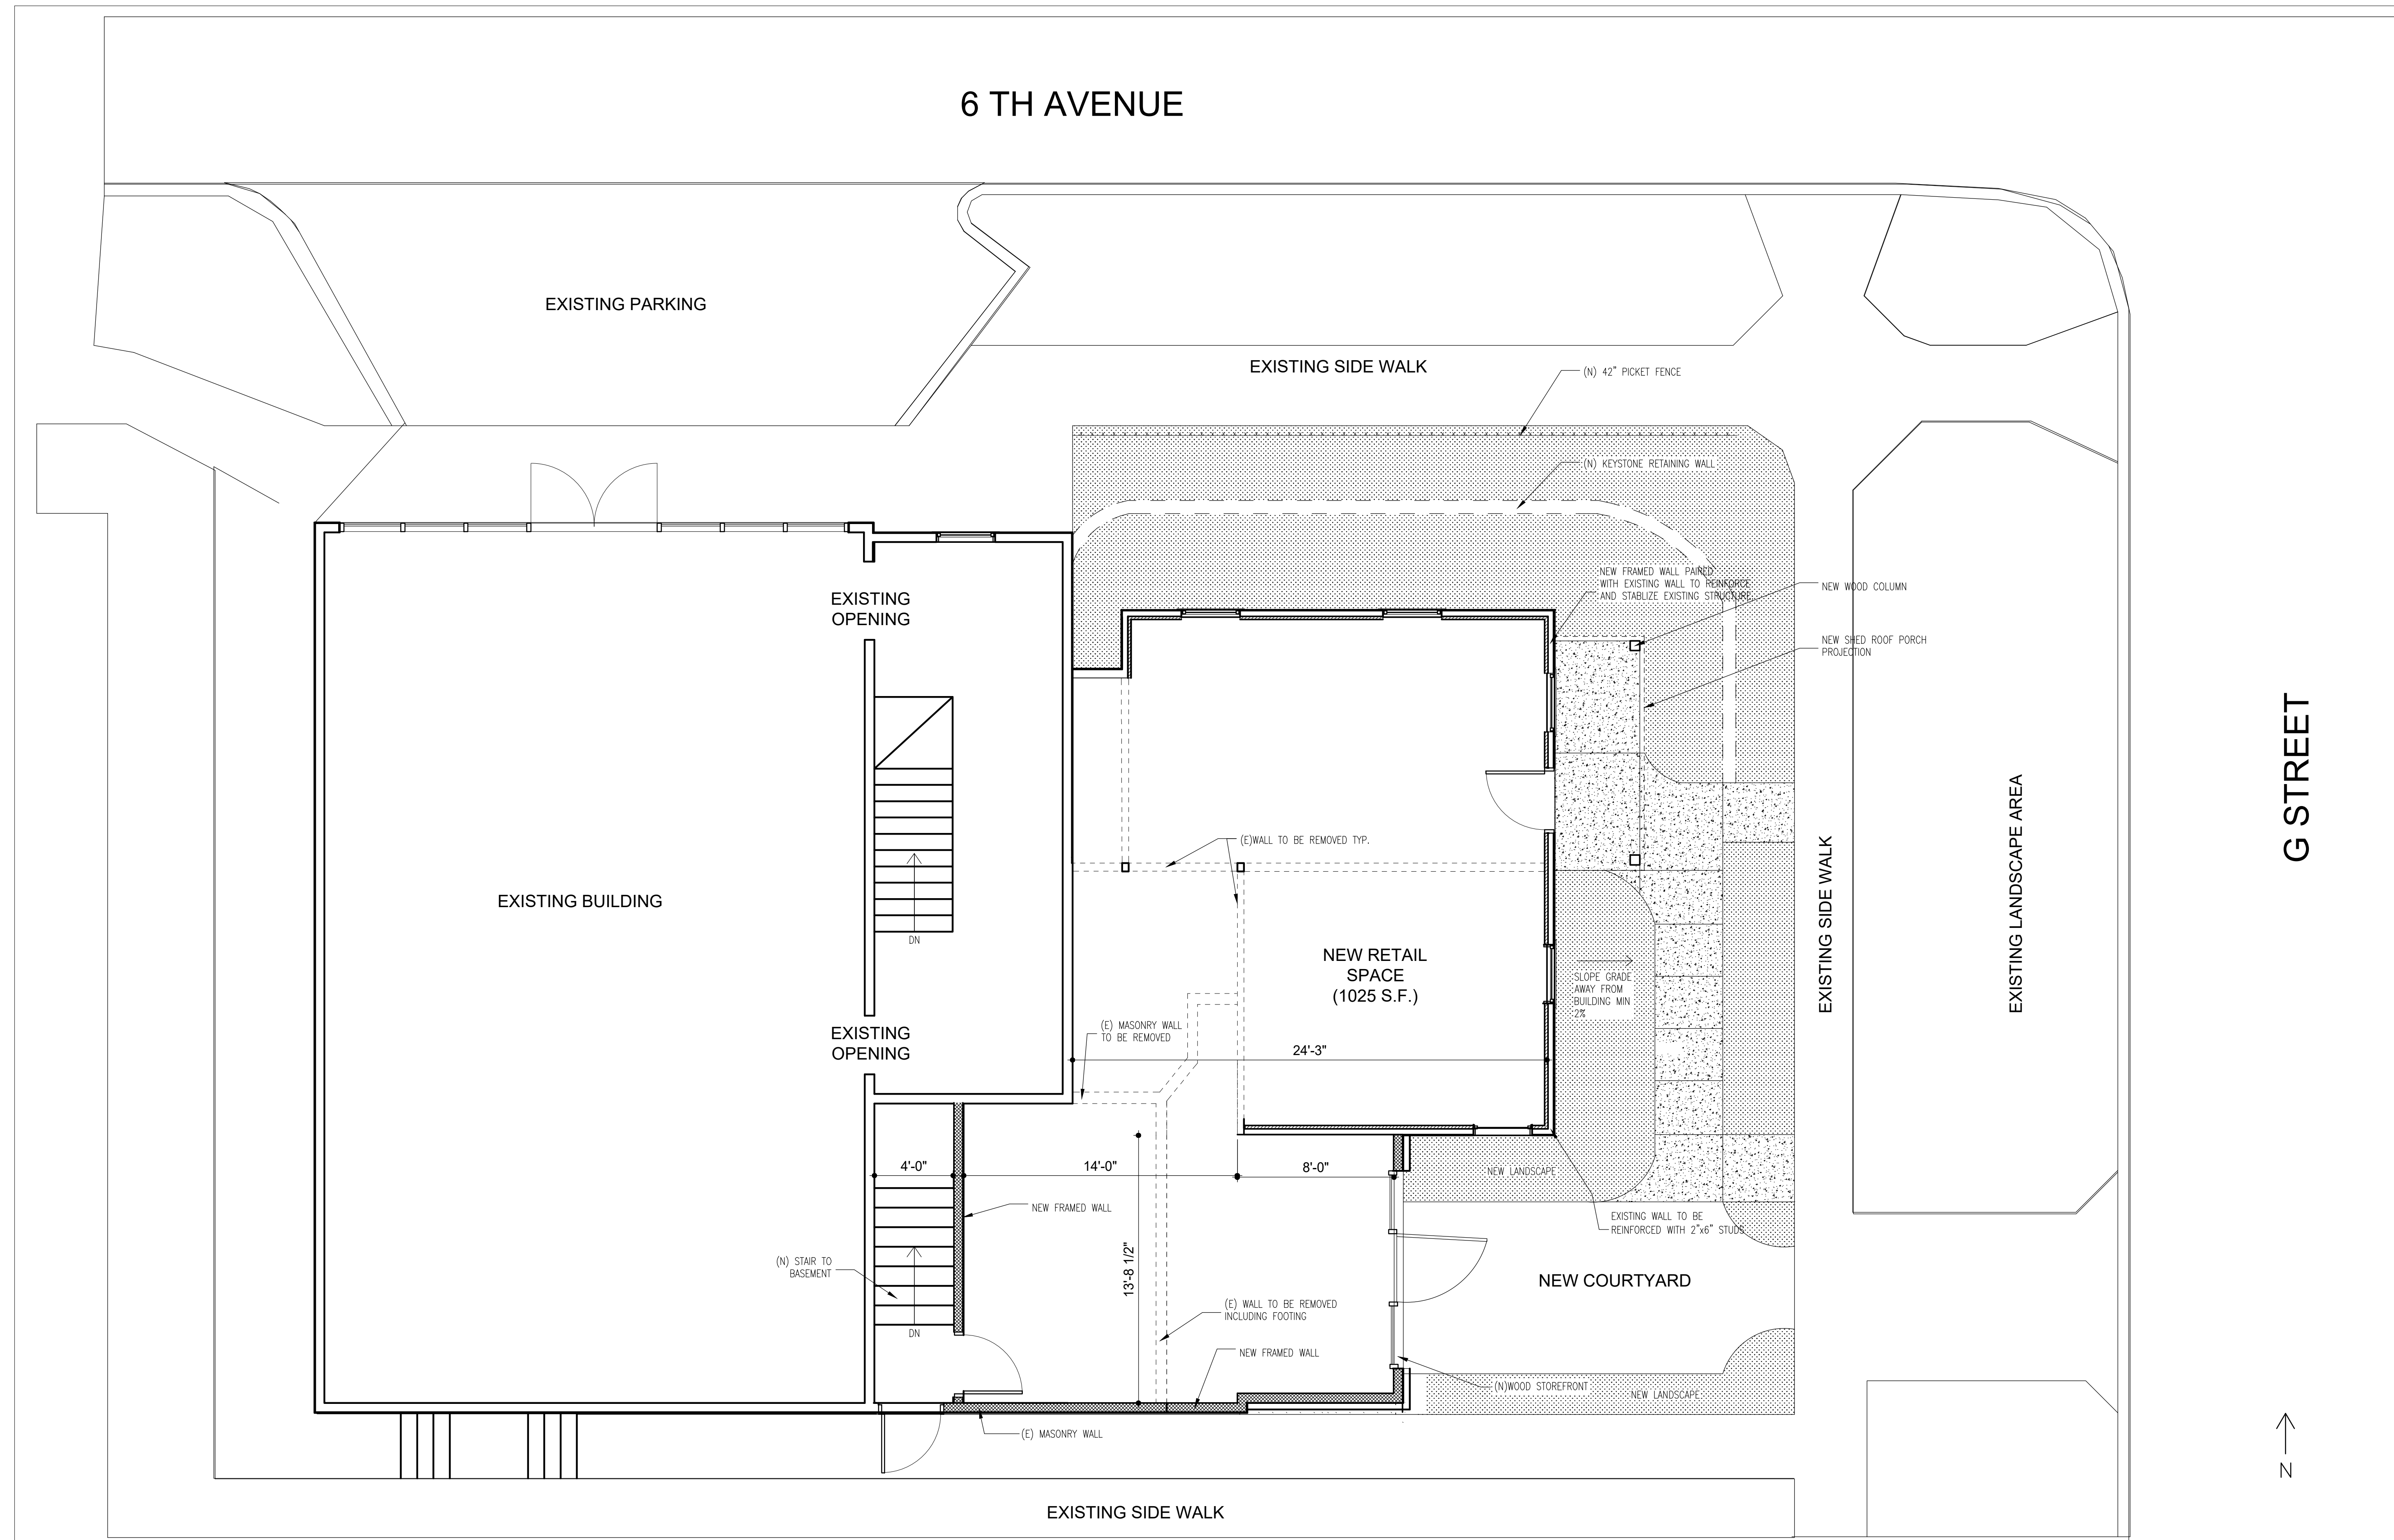 6 TH AVENUE
EXISTING PARKING
EXISTING SIDE WALK
(N) 42" PICKET FENCE
(N) KEYSTONE RETAINING WALL
NEW FRAMED WALL PAIRED
WITH EXISTING WALL TO REINFORCE
AND STABLIZE EXISTING STRUCTURE.
NEW WOOD COLUMN
NEW SHED ROOF PORCH
PROJECTION
EXISTING
OPENING
G STREET
EXISTING LANDSCAPE AREA
EXISTING SIDE WALK
(E)WALL TO BE REMOVED TYP.
EXISTING BUILDING
DN
NEW RETAIL
SPACE
(1025 S.F.)
SLOPE GRADE
AWAY FROM
BUILDING MIN
2%
EXISTING
OPENING
(E) MASONRY WALL
TO BE REMOVED
24'-3"
4'-0"
14'-0"
8'-0"
NEW LANDSCAPE
NEW FRAMED WALL
EXISTING WALL TO BE
REINFORCED WITH 2"x6" STUDS
13'-8 1/2"
(N) STAIR TO
BASEMENT
NEW COURTYARD
(E) WALL TO BE REMOVED
INCLUDING FOOTING
DN
NEW FRAMED WALL
(N)WOOD STOREFRONT
NEW LANDSCAPE
(E) MASONRY WALL
N
EXISTING SIDE WALK